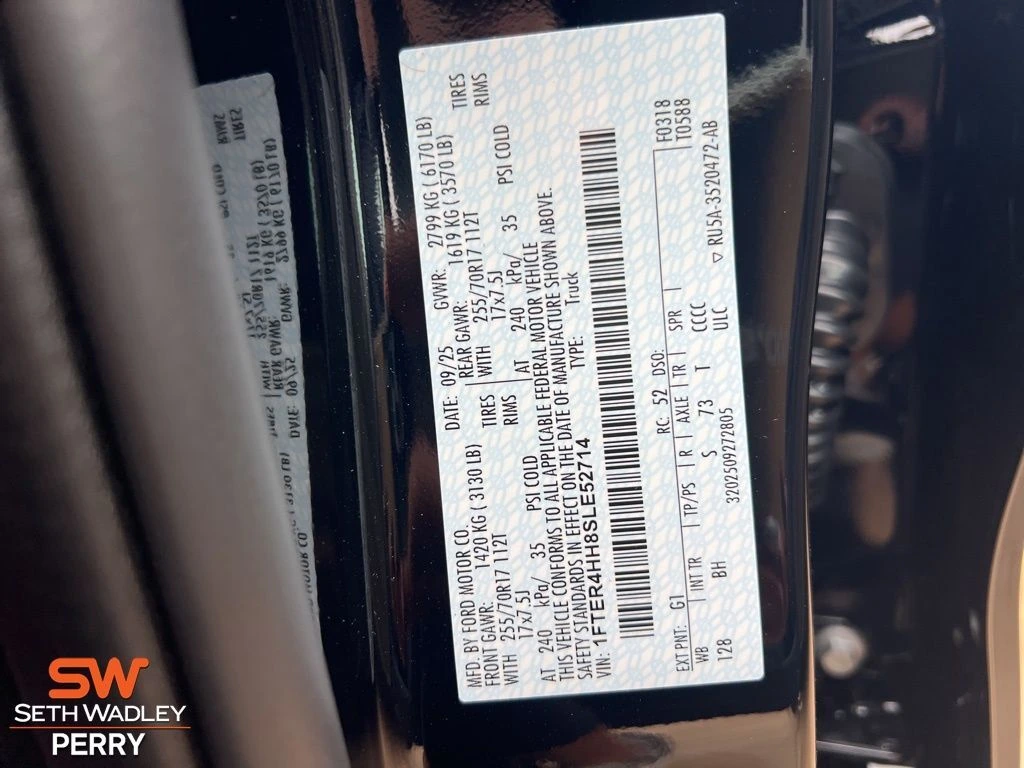 MFD. BY FORD MOTOR CO. DATE: 09/25 GVWR: 2799 KG ( 6170 LB)
FRONT GAWR: 1420 KG ( 3130 LB) REAR GAWR: 1619 KG ( 3570 LB)
WITH 255/70R17 112T TIRES WITH 255/70R17 112T TIRES
17x7.5J RIMS 17x7.5J RIMS
AT 240 kPa/ 35 PSI COLD AT 240 kPa/ 35 PSI COLD
THIS VEHICLE CONFORMS TO ALL APPLICABLE FEDERAL MOTOR VEHICLE
SAFETY STANDARDS IN EFFECT ON THE DATE OF MANUFACTURE SHOWN ABOVE.
VIN: 1FTER4HH8SLE52714 TYPE: Truck
F0318
T0588
EXT PNT: G1 RC: 52 DSO:
WB | INT TR | TP/PS | R | AXLE | TR | SPR |
128 BH S 73 T CCCC
ULC
3202509272805 ▽ RU5A-3520472-AB
SW
SETH WADLEY
PERRY